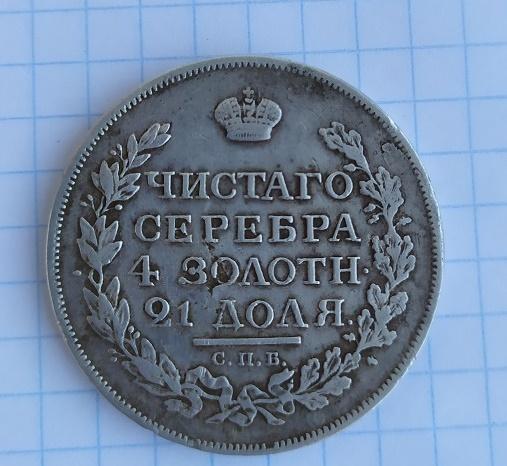 ЧИСТАГО
СЕРЕБРА
4 ЗОЛОТН.
21 ДОЛЯ.
С.П.Б.